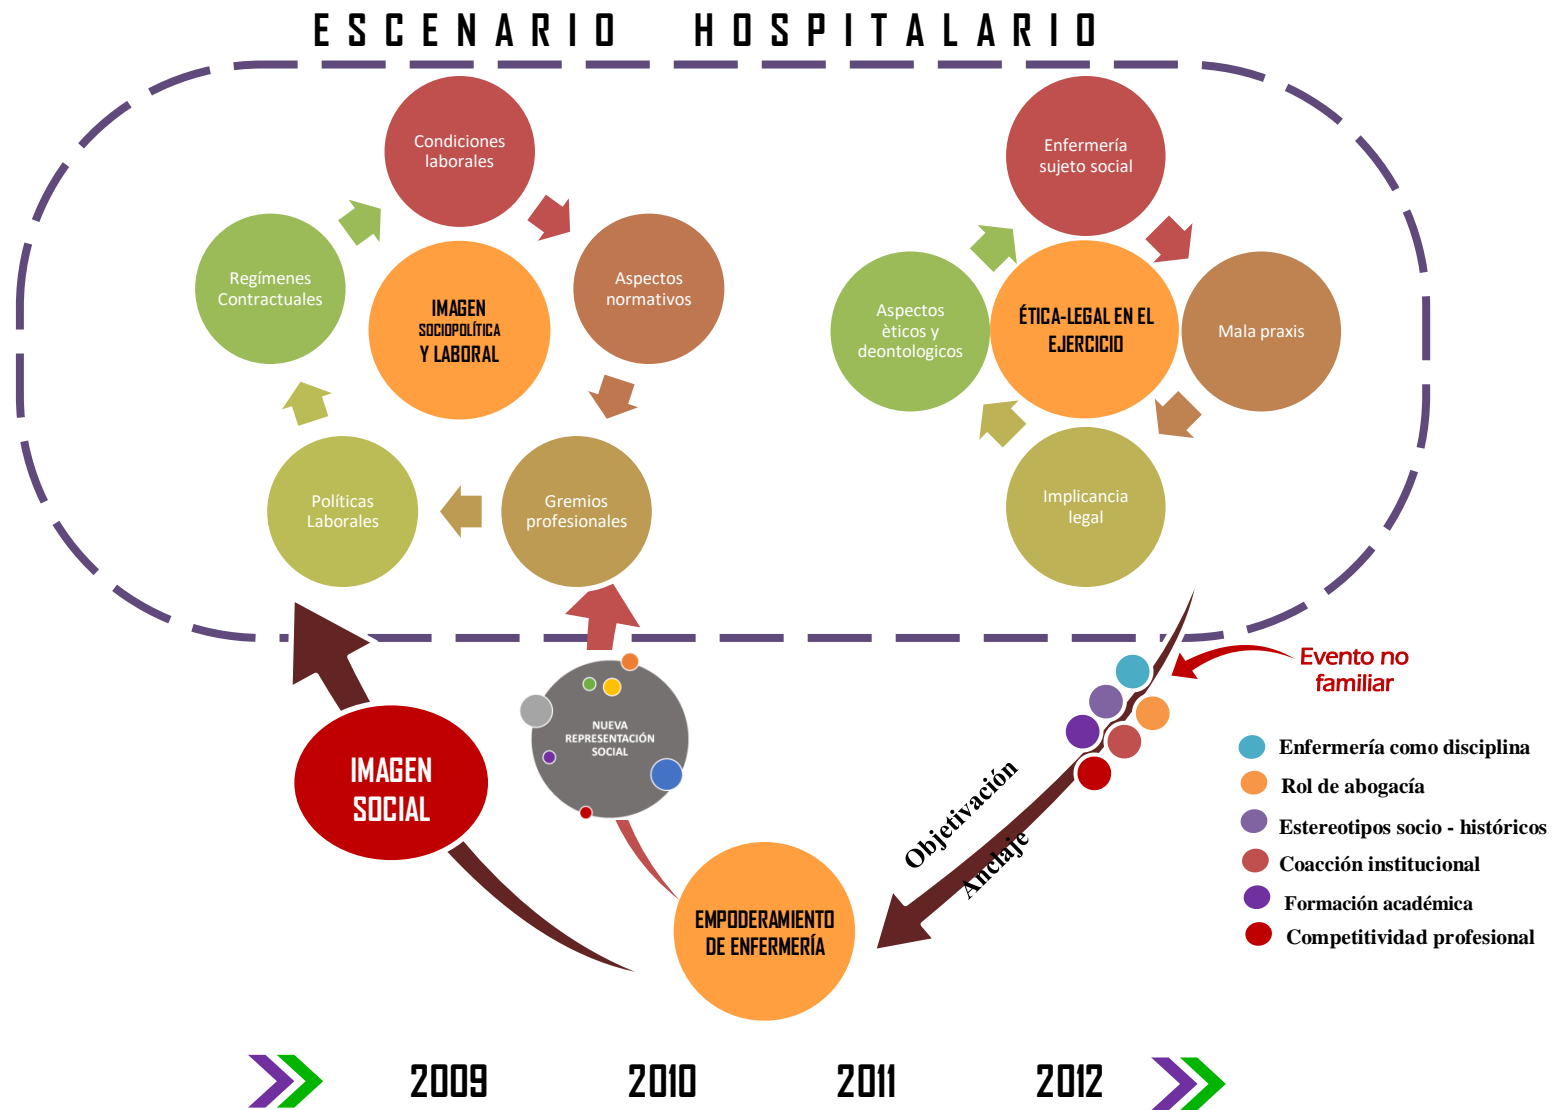 ESCENARIO HOSPITALARIO
Condiciones
laborales
Regímenes
Contractuales
IMAGEN
SOCIOPOLÍTICA
Y LABORAL
Aspectos
normativos
Políticas
Laborales
Gremios
profesionales
Enfermería
sujeto social
Aspectos
èticos y
deontologicos
ÉTICA-LEGAL EN EL
EJERCICIO
Mala praxis
Implicancia
legal
Evento no
familiar
NUEVA
REPRESENTACIÓN
SOCIAL
IMAGEN
SOCIAL
Objetivación
Anclaje
EMPODERAMIENTO
DE ENFERMERÍA
Enfermería como disciplina
Rol de abogacía
Estereotipos socio - históricos
Coacción institucional
Formación académica
Competitividad profesional
2009 2010 2011 2012